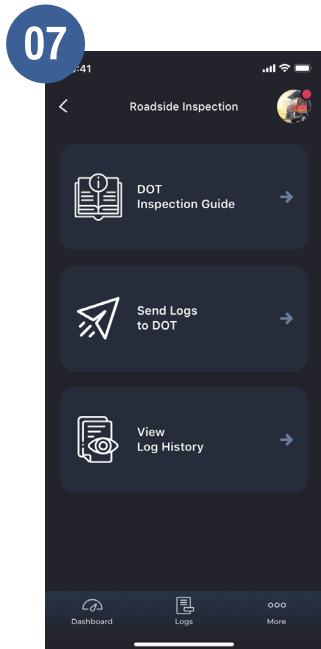 07
:41
Roadside Inspection
DOT
Inspection Guide
Send Logs
to DOT
View
Log History
Dashboard
Logs
More